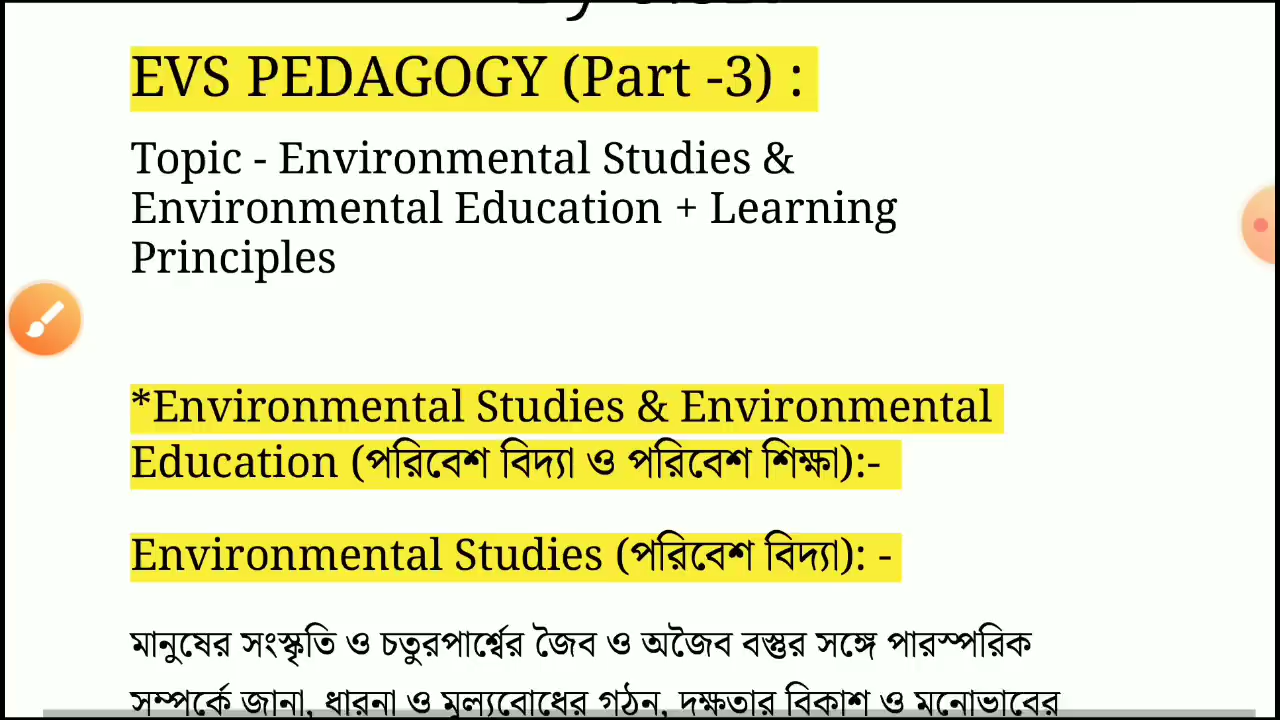 EVS PEDAGOGY (Part -3) :
Topic - Environmental Studies &
Environmental Education + Learning
Principles
*Environmental Studies & Environmental
Education (পরিবেশ বিদ্যা ও পরিবেশ শিক্ষা):-
Environmental Studies (পরিবেশ বিদ্যা): -
মানুষের সংস্কৃতি ও চতুরপার্শ্বের জৈব ও অজৈব বস্তুর সঙ্গে পারস্পরিক
সম্পর্কে জানা, ধারনা ও মূল্যবোধের গঠন, দক্ষতার বিকাশ ও মনোভাবের